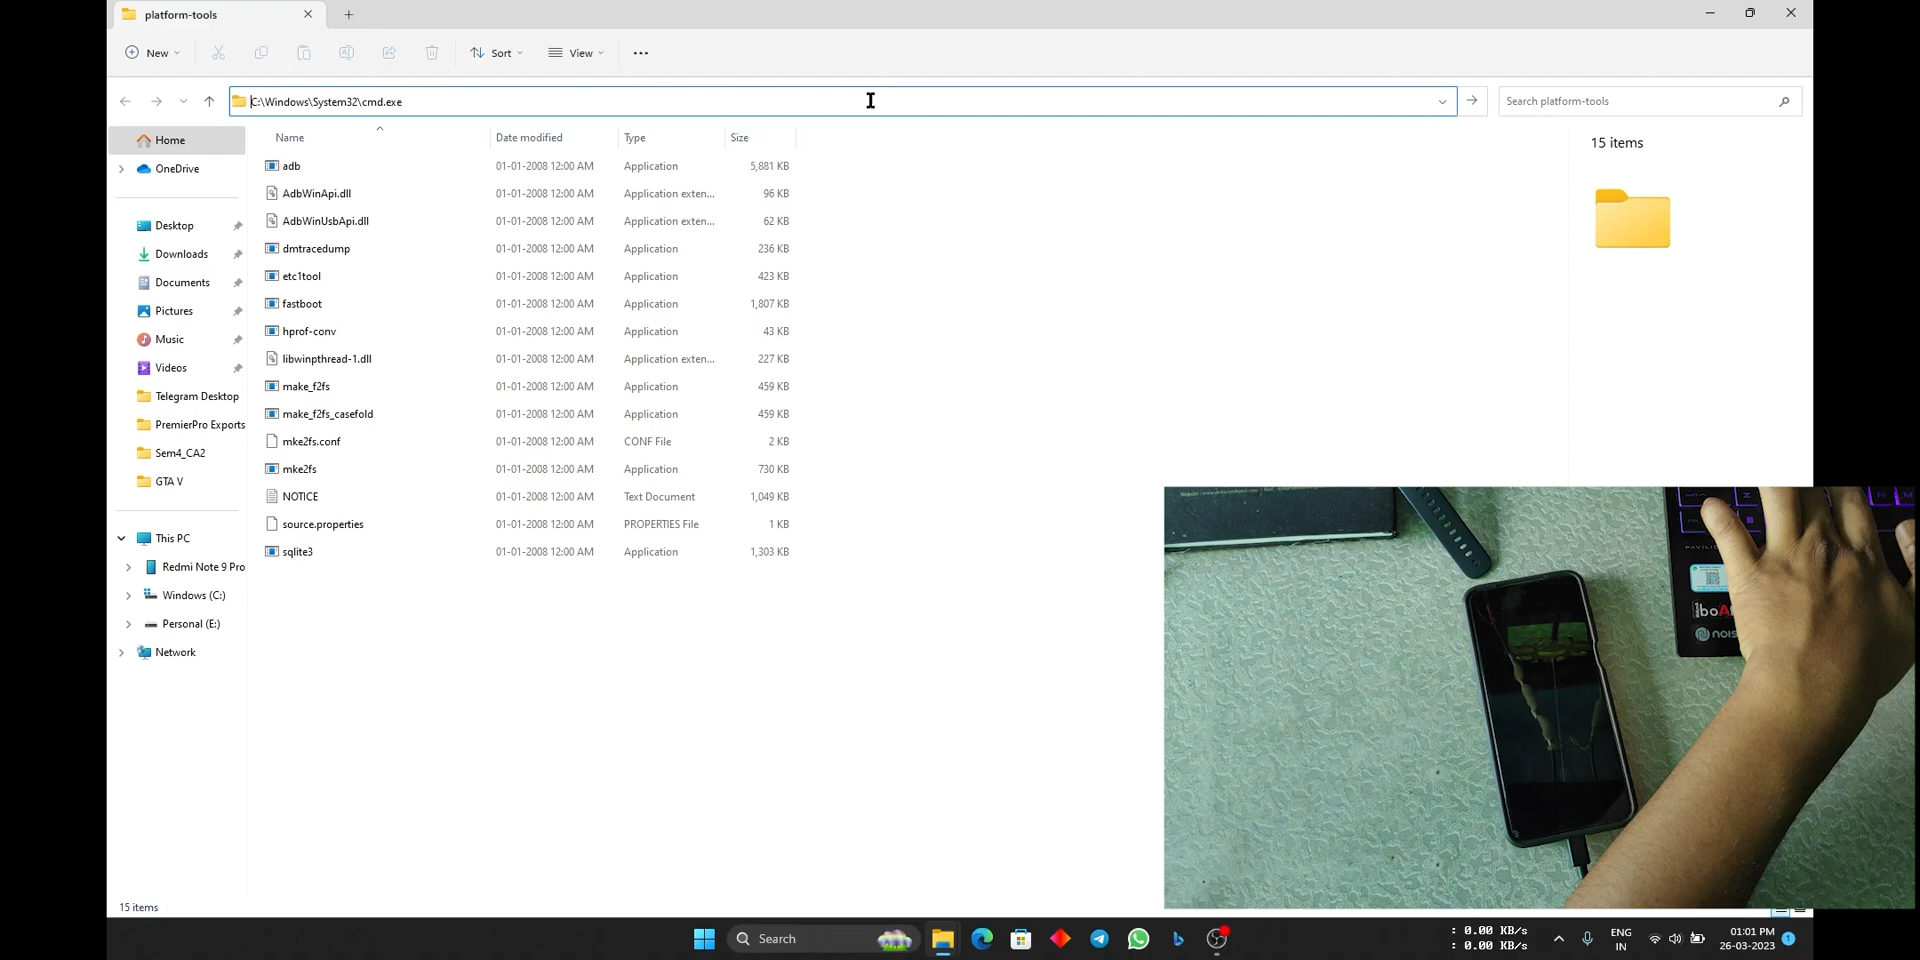 platform-tools
New
Sort
View
C:\Windows\System32\cmd.exe
Search platform-tools
Home
OneDrive
Desktop
Downloads
Documents
Pictures
Music
Videos
Telegram Desktop
PremierPro Exports
Sem4_CA2
GTA V
This PC
Redmi Note 9 Pro
Windows (C:)
Personal (E:)
Network
Name Date modified Type Size
adb 01-01-2008 12:00 AM Application 5,881 KB
AdbWinApi.dll 01-01-2008 12:00 AM Application exten... 96 KB
AdbWinUsbApi.dll 01-01-2008 12:00 AM Application exten... 62 KB
dmtracedump 01-01-2008 12:00 AM Application 236 KB
etc1tool 01-01-2008 12:00 AM Application 423 KB
fastboot 01-01-2008 12:00 AM Application 1,807 KB
hprof-conv 01-01-2008 12:00 AM Application 43 KB
libwinpthread-1.dll 01-01-2008 12:00 AM Application exten... 227 KB
make_f2fs 01-01-2008 12:00 AM Application 459 KB
make_f2fs_casefold 01-01-2008 12:00 AM Application 459 KB
mke2fs.conf 01-01-2008 12:00 AM CONF File 2 KB
mke2fs 01-01-2008 12:00 AM Application 730 KB
NOTICE 01-01-2008 12:00 AM Text Document 1,049 KB
source.properties 01-01-2008 12:00 AM PROPERTIES File 1 KB
sqlite3 01-01-2008 12:00 AM Application 1,303 KB
15 items
Z
N M
PAVILI
boA
NOIS
15 items
Search
: 0.00 KB/s
: 0.00 KB/s
ENG
IN
01:01 PM
26-03-2023
1